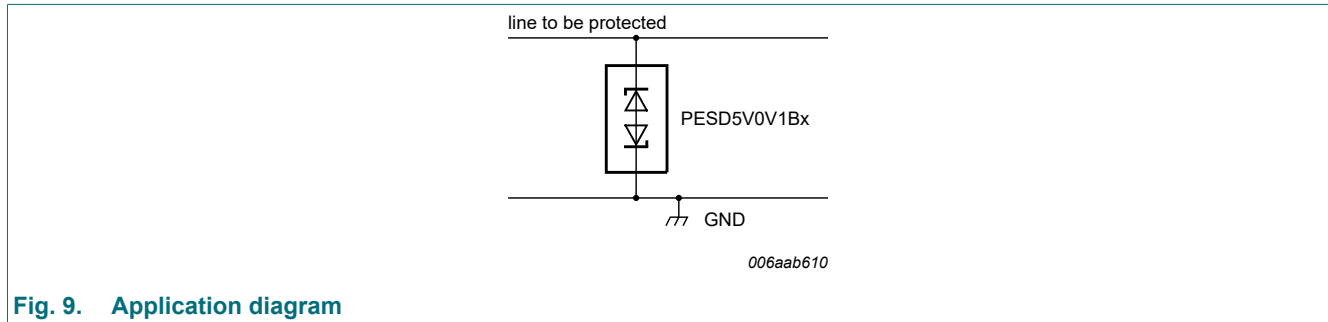 line to be protected
PESD5V0V1Bx
GND
006aab610
Fig. 9. Application diagram